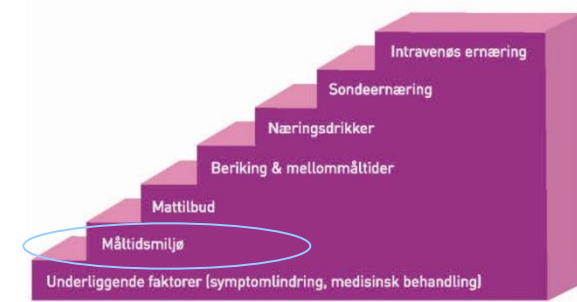 Intravenøs ernæring
Sondeernæring
Næringsdrikker
Beriking & mellommåltider
Mattilbud
Måltidsmiljø
Underliggende faktorer (symptomlindring, medisinsk behandling)